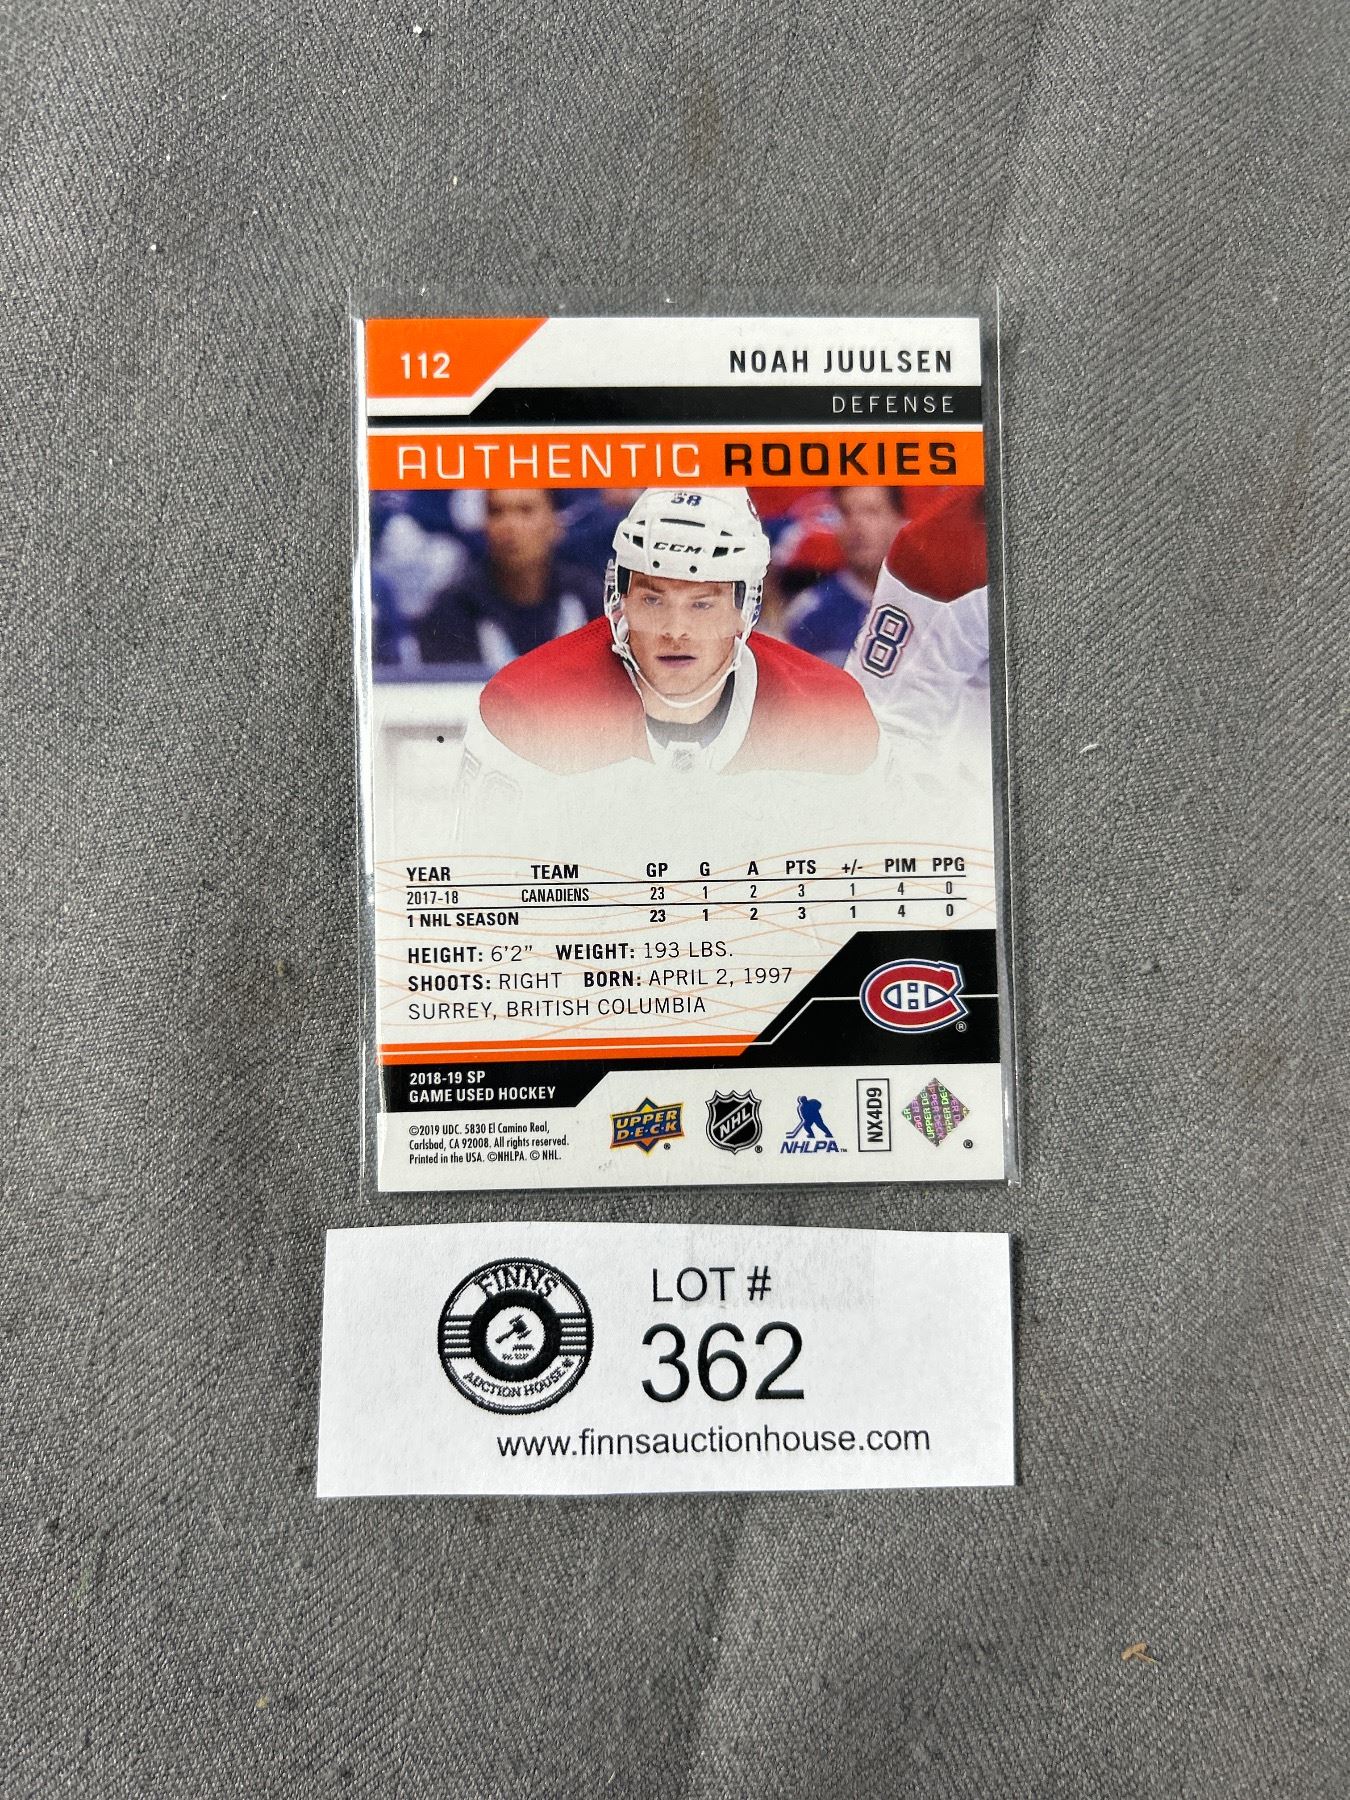 112
NOAH JUULSEN
DEFENSE
AUTHENTIC ROOKIES
58
CCM
8
YEAR TEAM GP G A PTS +/- PIM PPG
2017-18 CANADIENS 23 1 2 3 1 4 0
1 NHL SEASON 23 1 2 3 1 4 0
HEIGHT: 6'2" WEIGHT: 193 LBS.
SHOOTS: RIGHT BORN: APRIL 2, 1997
SURREY, BRITISH COLUMBIA
2018-19 SP
GAME USED HOCKEY
©2019 UDC. 5830 El Camino Real,
Carlsbad, CA 92008. All rights reserved.
Printed in the USA. ©NHLPA. © NHL.
UPPER
DECK
NHL
NHLPA
NX4D9
UPPER DECK
FINNS
AUCTION HOUSE
LOT #
362
www.finnsauctionhouse.com